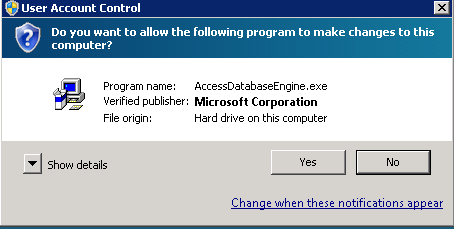 User Account Control
Do you want to allow the following program to make changes to this
computer?
Program name: AccessDatabaseEngine.exe
Verified publisher: Microsoft Corporation
File origin: Hard drive on this computer
Show details
Yes
No
Change when these notifications appear